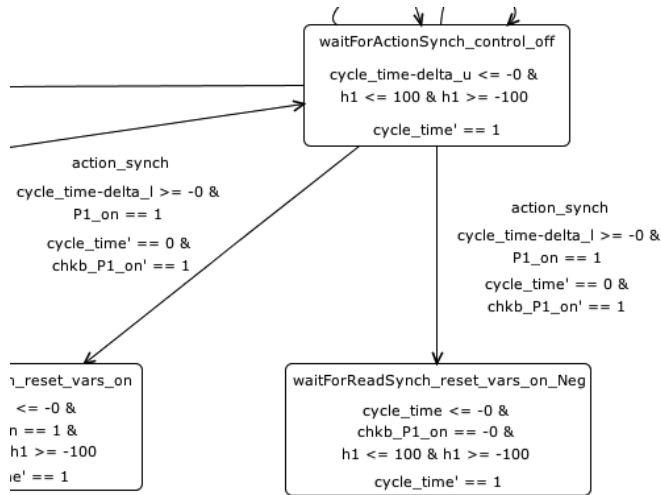 waitForActionSynch_control_off
cycle_time-delta_u <= -0 &
h1 <= 100 & h1 >= -100
cycle_time' == 1
action_synch
cycle_time-delta_l >= -0 &
P1_on == 1
cycle_time' == 0 &
chkb_P1_on' == 1
action_synch
cycle_time-delta_l >= -0 &
P1_on == 1
cycle_time' == 0 &
chkb_P1_on' == 1
_reset_vars_on
<= -0 &
== 1 &
h1 >= -100
' == 1
waitForReadSynch_reset_vars_on_Neg
cycle_time <= -0 &
chkb_P1_on == -0 &
h1 <= 100 & h1 >= -100
cycle_time' == 1